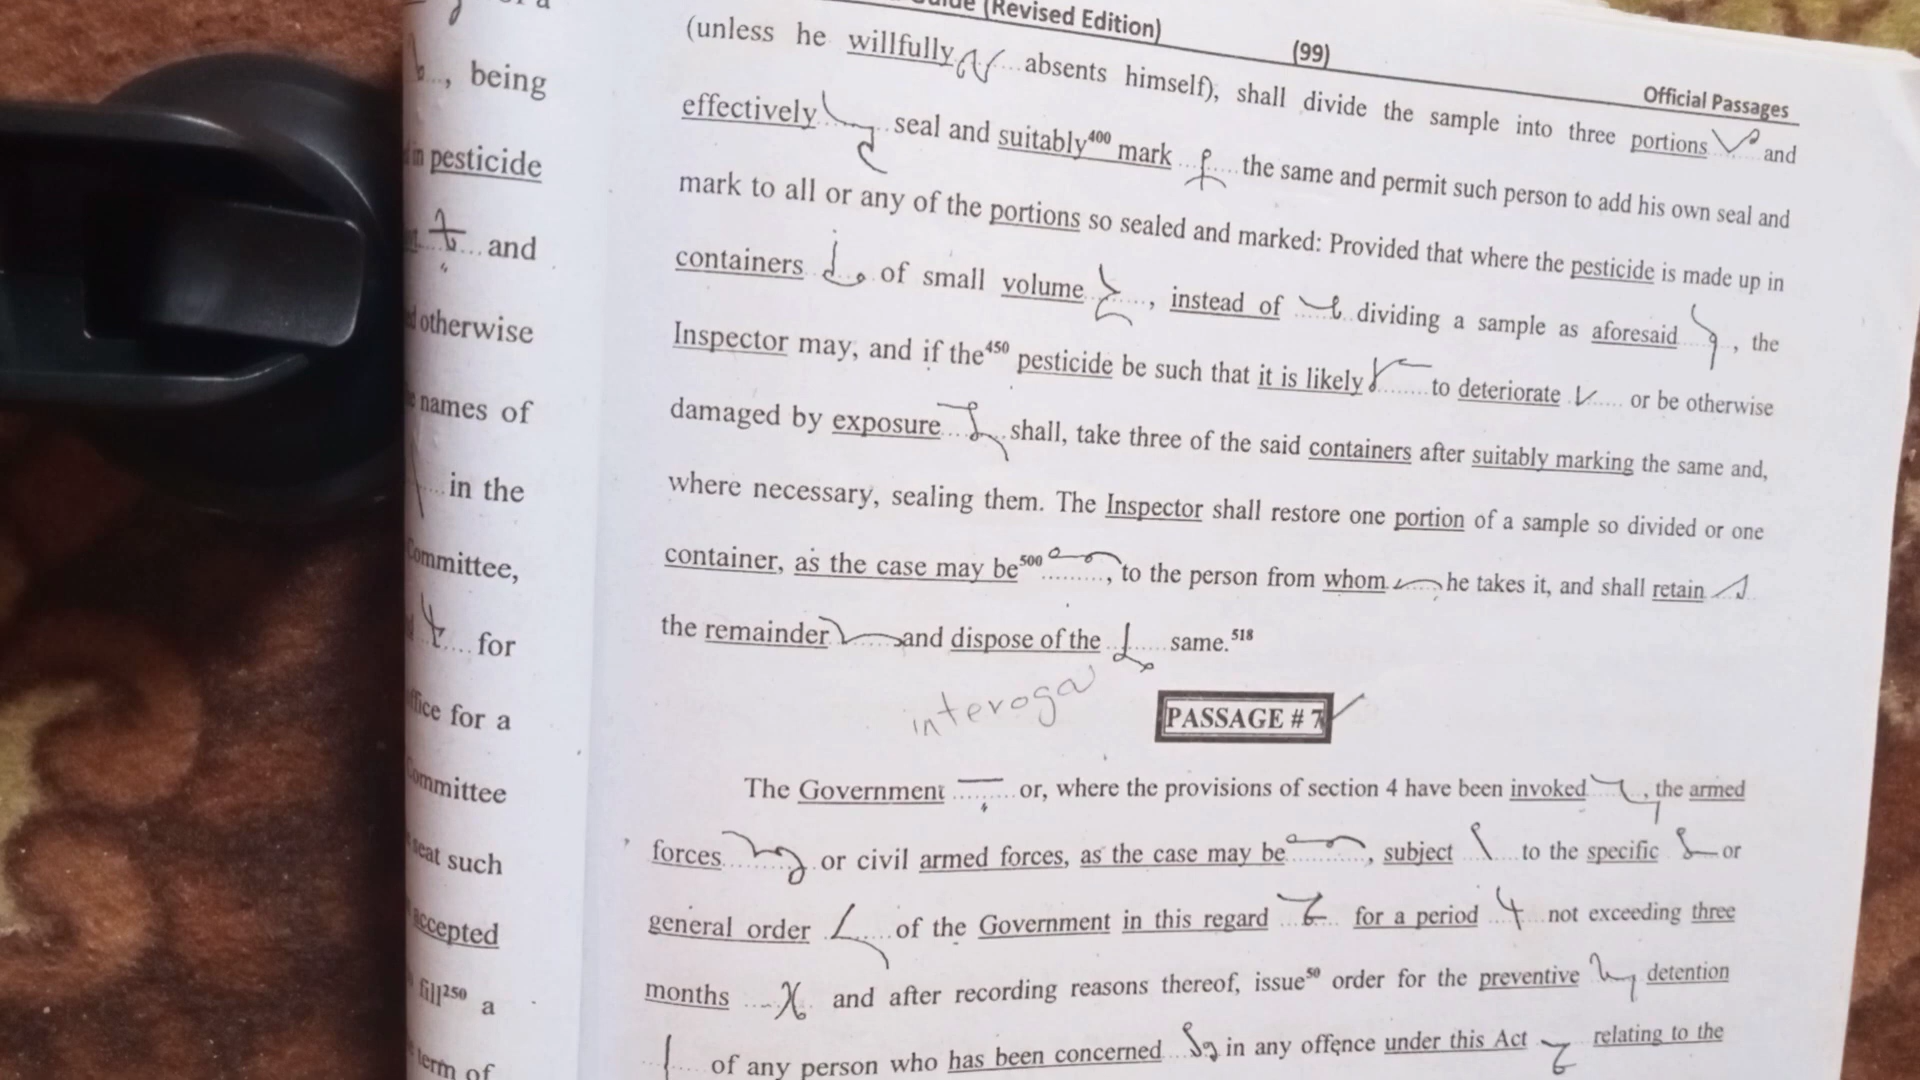 (Revised Edition)
(99)
Official Passages
(unless he willfully ...absents himself), shall divide the sample into three portions ... and
effectively ... seal and suitably⁴⁰⁰ mark ... the same and permit such person to add his own seal and
mark to all or any of the portions so sealed and marked: Provided that where the pesticide is made up in
containers ... of small volume ..., instead of ... dividing a sample as aforesaid ..., the
Inspector may, and if the⁴⁵⁰ pesticide be such that it is likely ... to deteriorate ... or be otherwise
damaged by exposure ... shall, take three of the said containers after suitably marking the same and,
where necessary, sealing them. The Inspector shall restore one portion of a sample so divided or one
container, as the case may be⁵⁰⁰ ..., to the person from whom he takes it, and shall retain
the remainder ... and dispose of the ... same.⁵¹⁸
interoga
PASSAGE # 7
The Government ... or, where the provisions of section 4 have been invoked ..., the armed
forces ... or civil armed forces, as the case may be ..., subject ... to the specific or
general order ... of the Government in this regard ... for a period ... not exceeding three
months ... and after recording reasons thereof, issue⁵⁰ order for the preventive ... detention
... of any person who has been concerned ... in any offence under this Act ... relating to the
..., being
pesticide
... and
otherwise
names of
... in the
Committee,
... for
office for a
Committee
seat such
accepted
fill²⁵⁰ a
term of